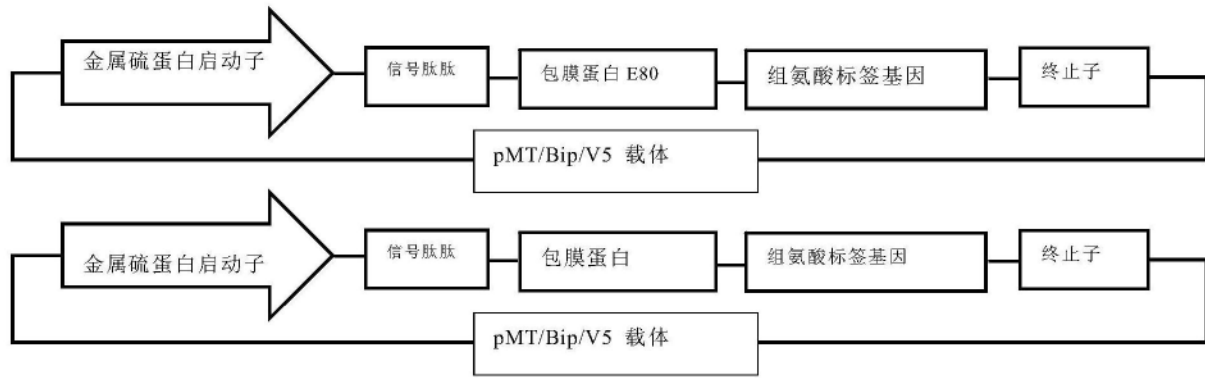 金属硫蛋白启动子
信号肽肽
包膜蛋白 E80
组氨酸标签基因
终止子
pMT/Bip/V5 载体
金属硫蛋白启动子
信号肽肽
包膜蛋白
组氨酸标签基因
终止子
pMT/Bip/V5 载体